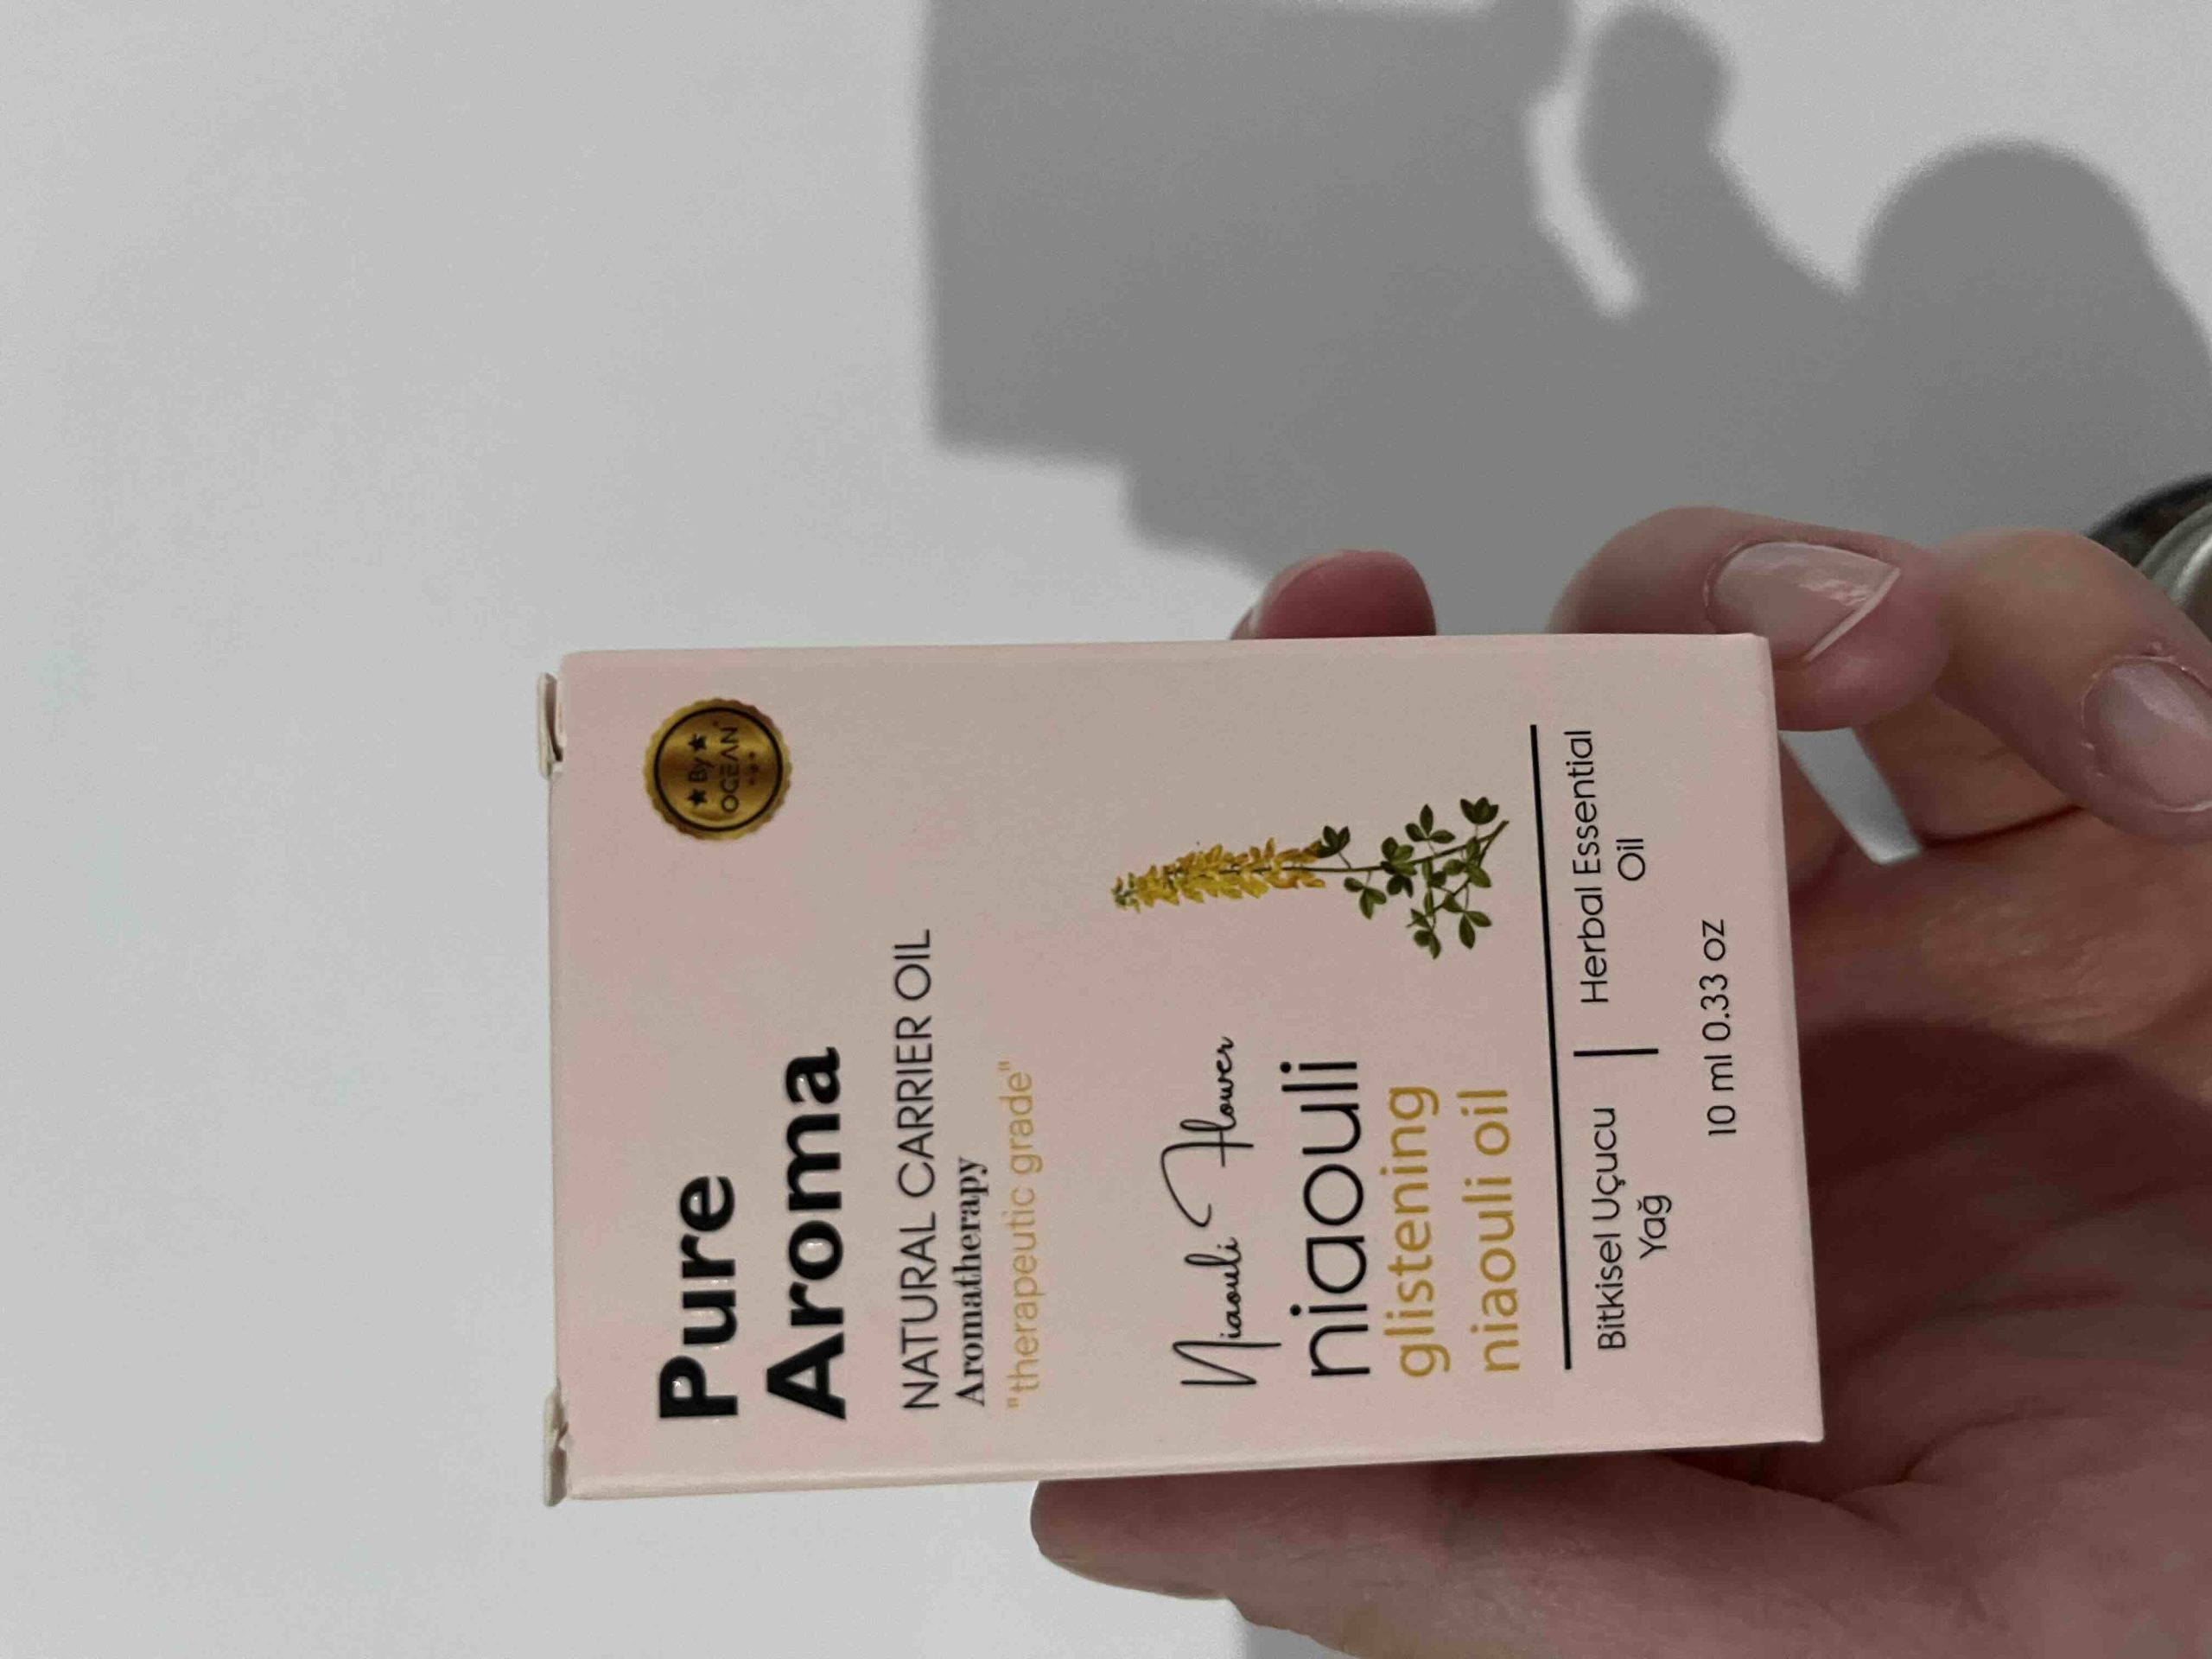 ★ By ★
OCEAN
Pure
Aroma
NATURAL CARRIER OIL
Aromatherapy
"therapeutic grade"
Niaouli Flower
niaouli
glistening
niaouli oil
Bitkisel Uçucu
Yağ
Herbal Essential
Oil
10 ml 0.33 oz